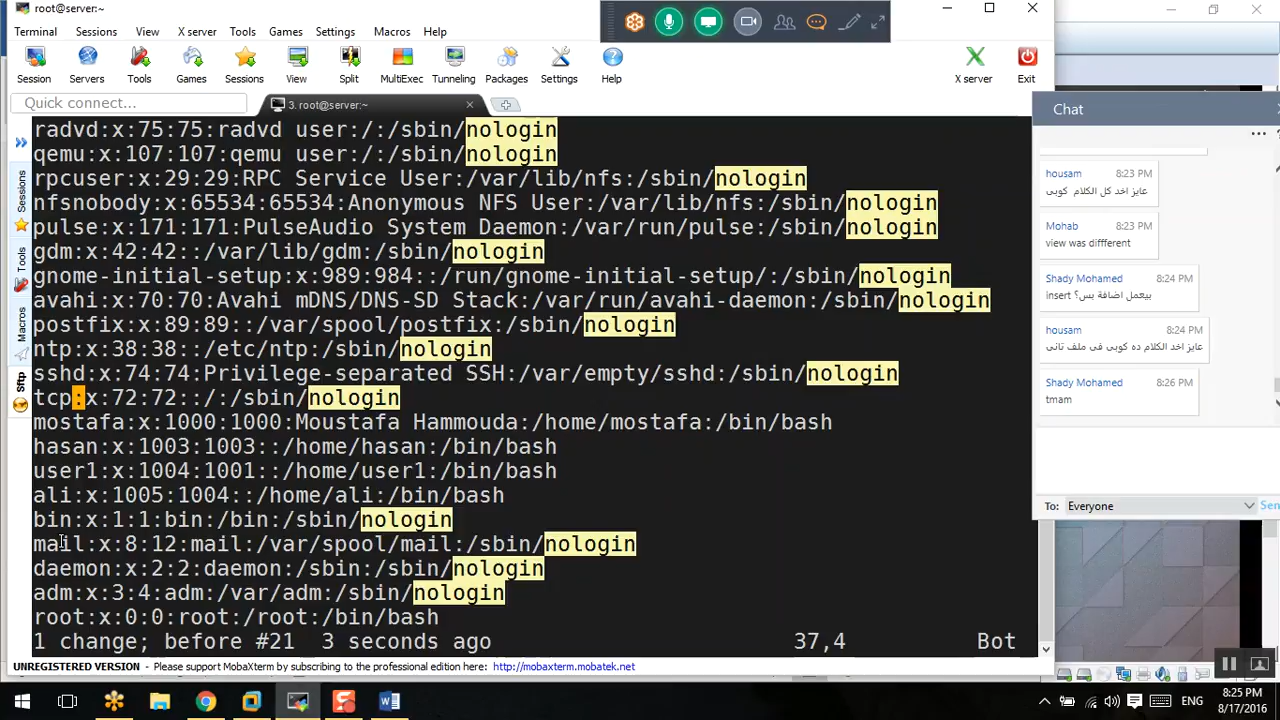 root@server:~
Terminal Sessions View X server Tools Games Settings Macros Help
Session Servers Tools Games Sessions View Split MultiExec Tunneling Packages Settings Help X server Exit
Quick connect...
3. root@server:~
Sessions
Tools
Macros
Sftp
radvd:x:75:75:radvd user:/:/sbin/nologin
qemu:x:107:107:qemu user:/:/sbin/nologin
rpcuser:x:29:29:RPC Service User:/var/lib/nfs:/sbin/nologin
nfsnobody:x:65534:65534:Anonymous NFS User:/var/lib/nfs:/sbin/nologin
pulse:x:171:171:PulseAudio System Daemon:/var/run/pulse:/sbin/nologin
gdm:x:42:42::/var/lib/gdm:/sbin/nologin
gnome-initial-setup:x:989:984::/run/gnome-initial-setup/:/sbin/nologin
avahi:x:70:70:Avahi mDNS/DNS-SD Stack:/var/run/avahi-daemon:/sbin/nologin
postfix:x:89:89::/var/spool/postfix:/sbin/nologin
ntp:x:38:38::/etc/ntp:/sbin/nologin
sshd:x:74:74:Privilege-separated SSH:/var/empty/sshd:/sbin/nologin
tcp:x:72:72::/:/sbin/nologin
mostafa:x:1000:1000:Moustafa Hammouda:/home/mostafa:/bin/bash
hasan:x:1003:1003::/home/hasan:/bin/bash
user1:x:1004:1001::/home/user1:/bin/bash
ali:x:1005:1004::/home/ali:/bin/bash
bin:x:1:1:bin:/bin:/sbin/nologin
mail:x:8:12:mail:/var/spool/mail:/sbin/nologin
daemon:x:2:2:daemon:/sbin:/sbin/nologin
adm:x:3:4:adm:/var/adm:/sbin/nologin
root:x:0:0:root:/root:/bin/bash
1 change; before #21 3 seconds ago 37,4 Bot
UNREGISTERED VERSION - Please support MobaXterm by subscribing to the professional edition here: http://mobaxterm.mobatek.net
Chat
housam 8:23 PM
عايز اخد كل الكلام كوبى
Mohab 8:23 PM
view was diffferent
Shady Mohamed 8:24 PM
بيعمل اضافة بس؟ insert
housam 8:24 PM
عايز اخد الكلام ده كوبى فى ملف تانى
Shady Mohamed 8:26 PM
tmam
To: Everyone Sen
ENG
8:25 PM
8/17/2016